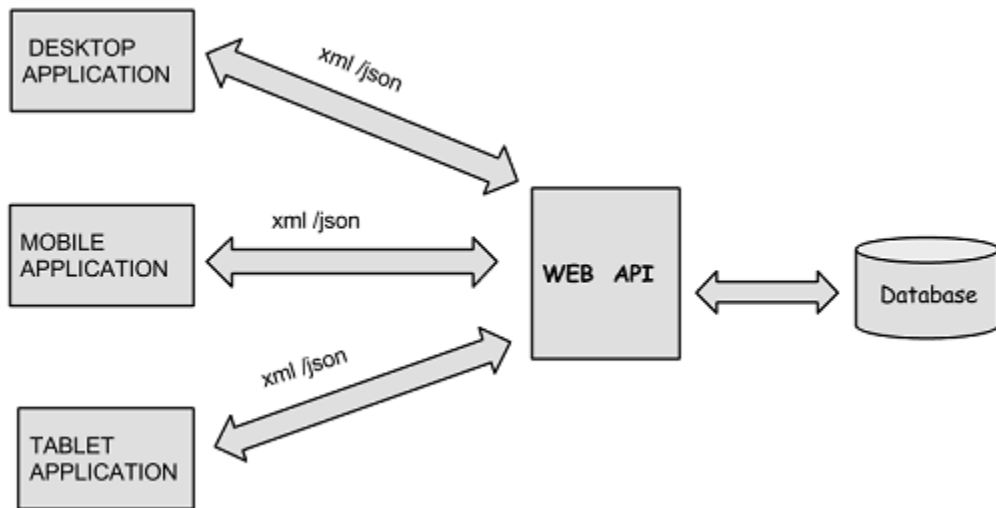 DESKTOP
APPLICATION
xml /json
MOBILE
APPLICATION
xml /json
TABLET
APPLICATION
xml /json
WEB API
Database